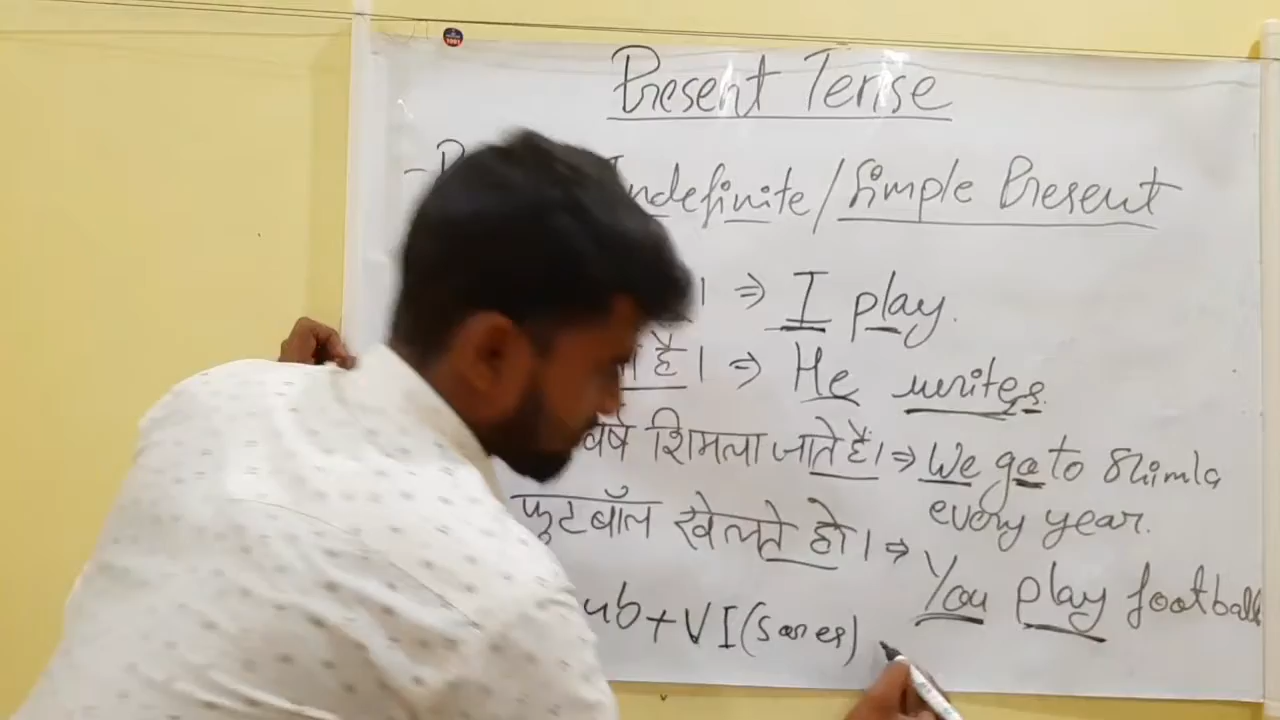 Present Tense
Indefinite/Simple Present
। ⇒ I play.
है। ⇒ He writes.
वर्ष शिमला जाते हैं। ⇒ We go to Shimla
every year.
फुटबॉल खेलते हो। ⇒
You play football
ub+VI(s or es)